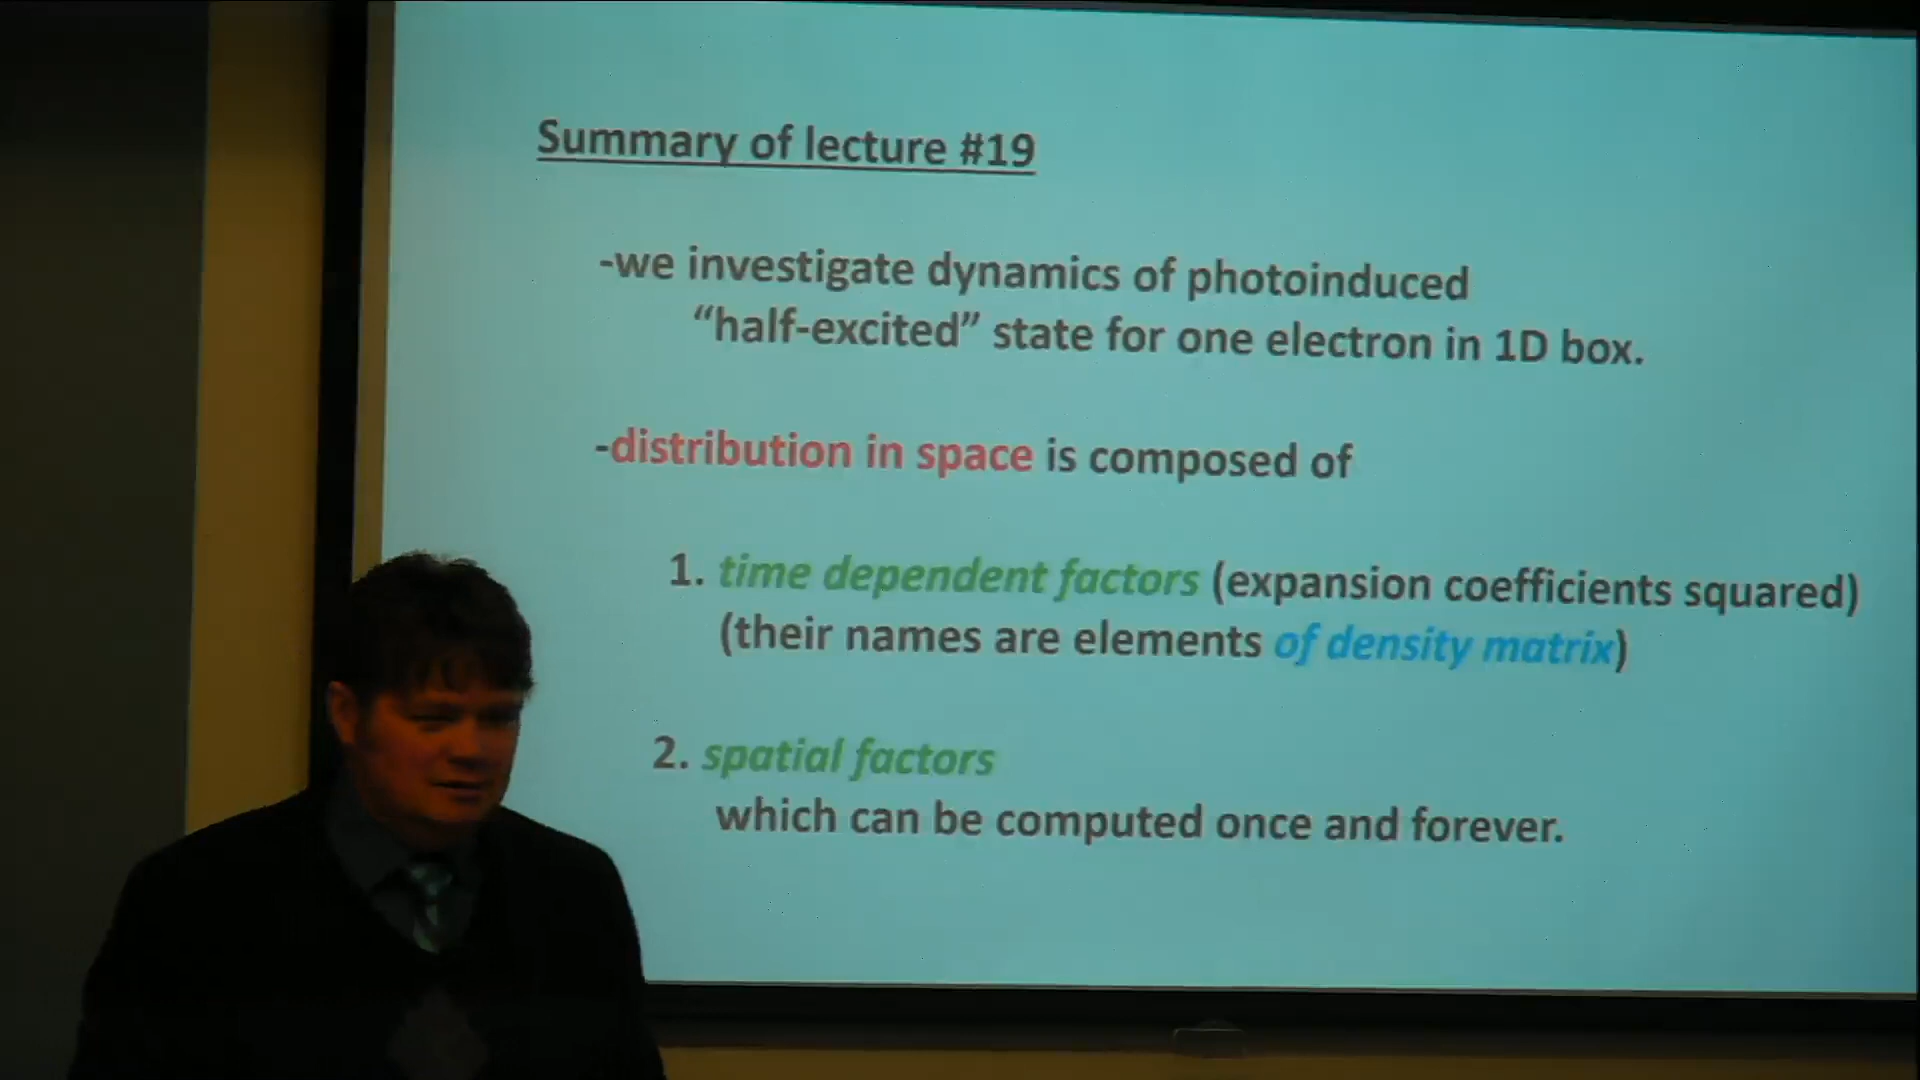 Summary of lecture #19
-we investigate dynamics of photoinduced
“half-excited” state for one electron in 1D box.
-distribution in space is composed of
1. time dependent factors (expansion coefficients squared)
(their names are elements of density matrix)
2. spatial factors
which can be computed once and forever.